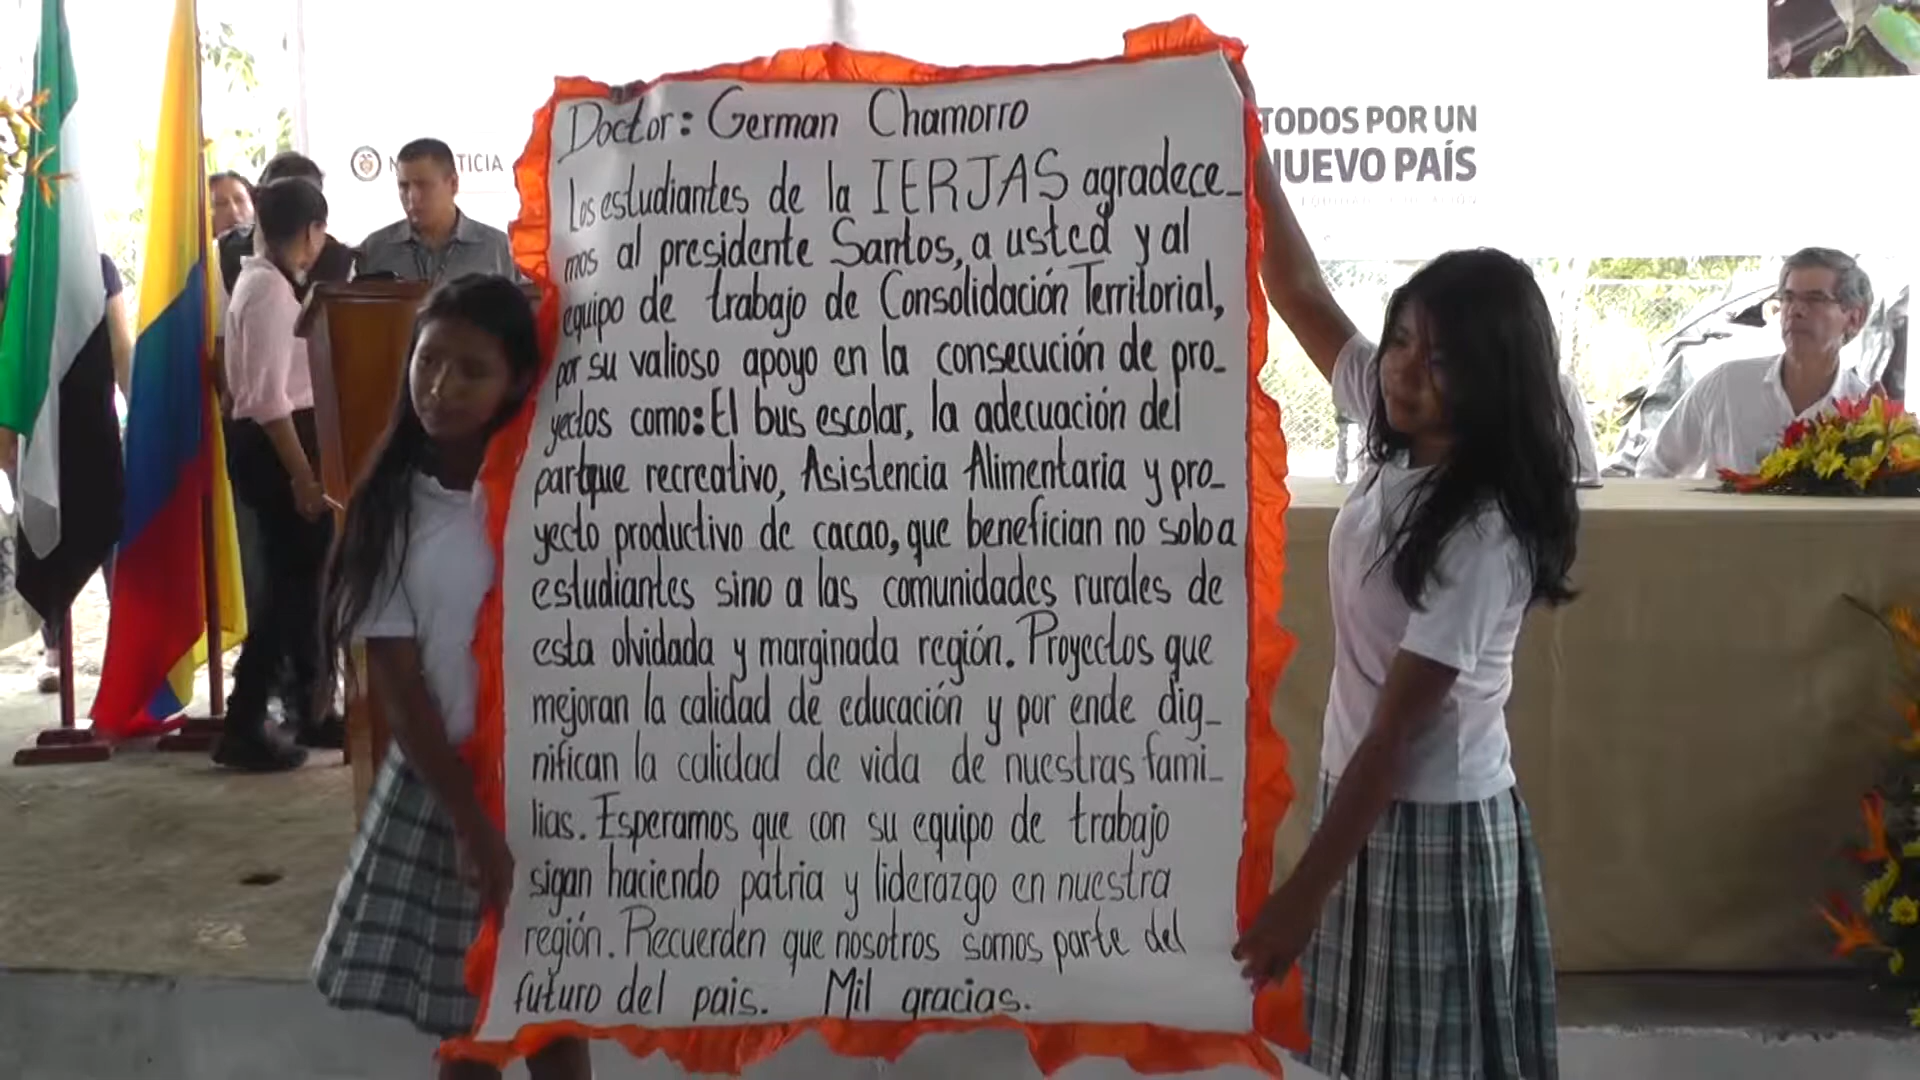 Doctor: German Chamorro
Los estudiantes de la IERJAS agradece-
mos al presidente Santos, a usted y al
equipo de trabajo de Consolidación Territorial,
por su valioso apoyo en la consecución de pro-
yectos como: El bus escolar, la adecuación del
parque recreativo, Asistencia Alimentaria y pro-
yecto productivo de cacao, que benefician no solo a
estudiantes sino a las comunidades rurales de
esta olvidada y marginada región. Proyectos que
mejoran la calidad de educación y por ende dig-
nifican la calidad de vida de nuestras fami-
lias. Esperamos que con su equipo de trabajo
sigan haciendo patria y liderazgo en nuestra
región. Recuerden que nosotros somos parte del
futuro del pais. Mil gracias.
TODOS POR UN
NUEVO PAÍS